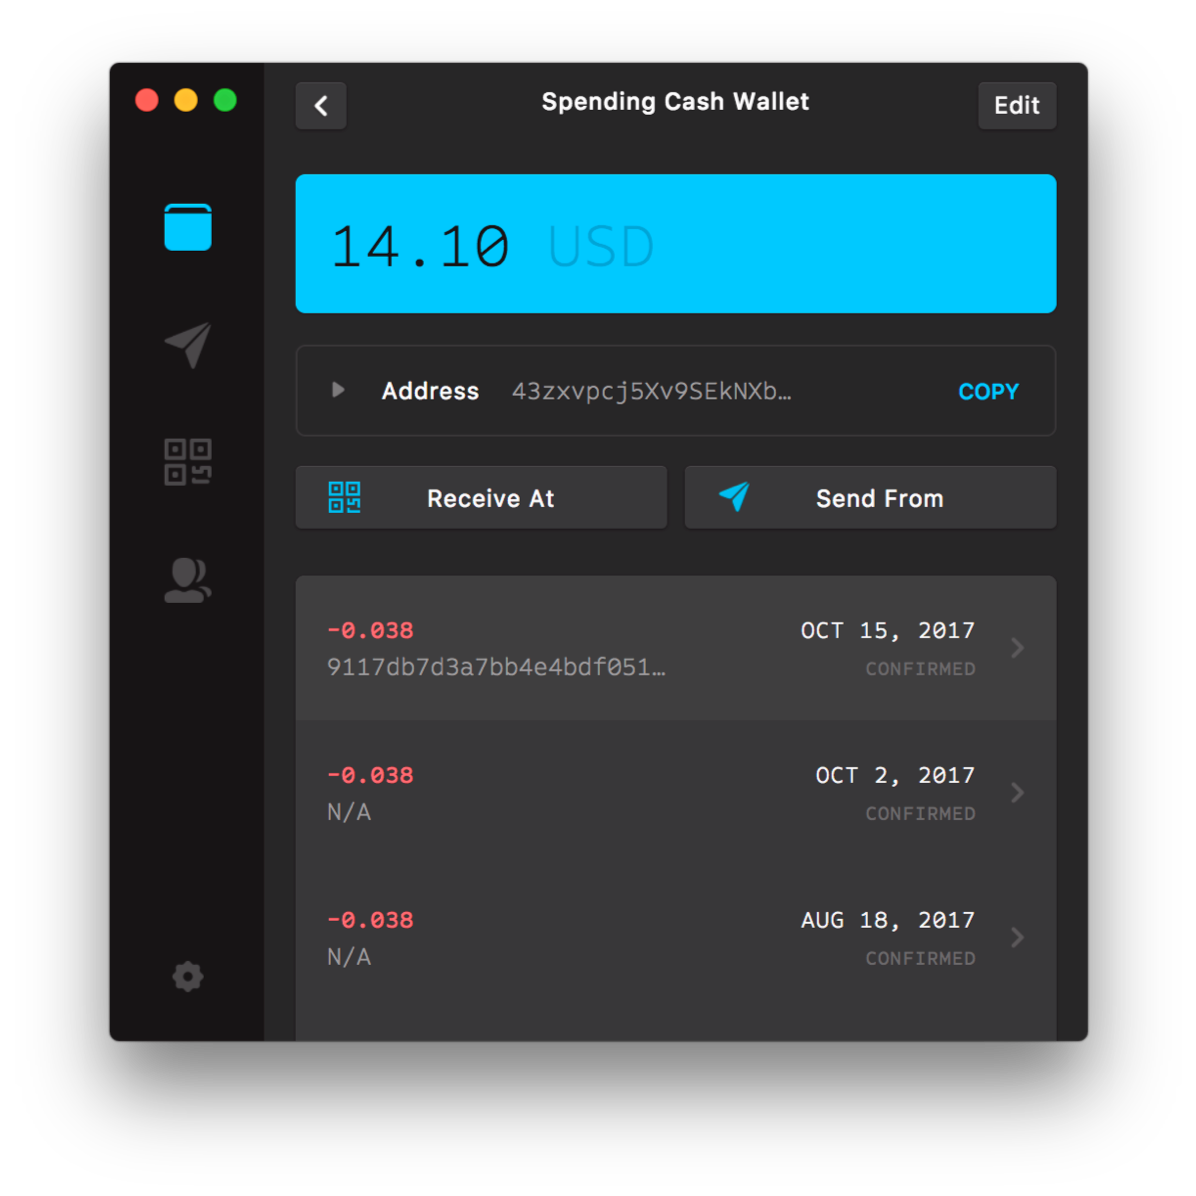 Spending Cash Wallet
Edit
14.10 USD
Address 43zxvpcj5Xv9SEkNXb… COPY
Receive At
Send From
-0.038 OCT 15, 2017
9117db7d3a7bb4e4bdf051… CONFIRMED
-0.038 OCT 2, 2017
N/A CONFIRMED
-0.038 AUG 18, 2017
N/A CONFIRMED